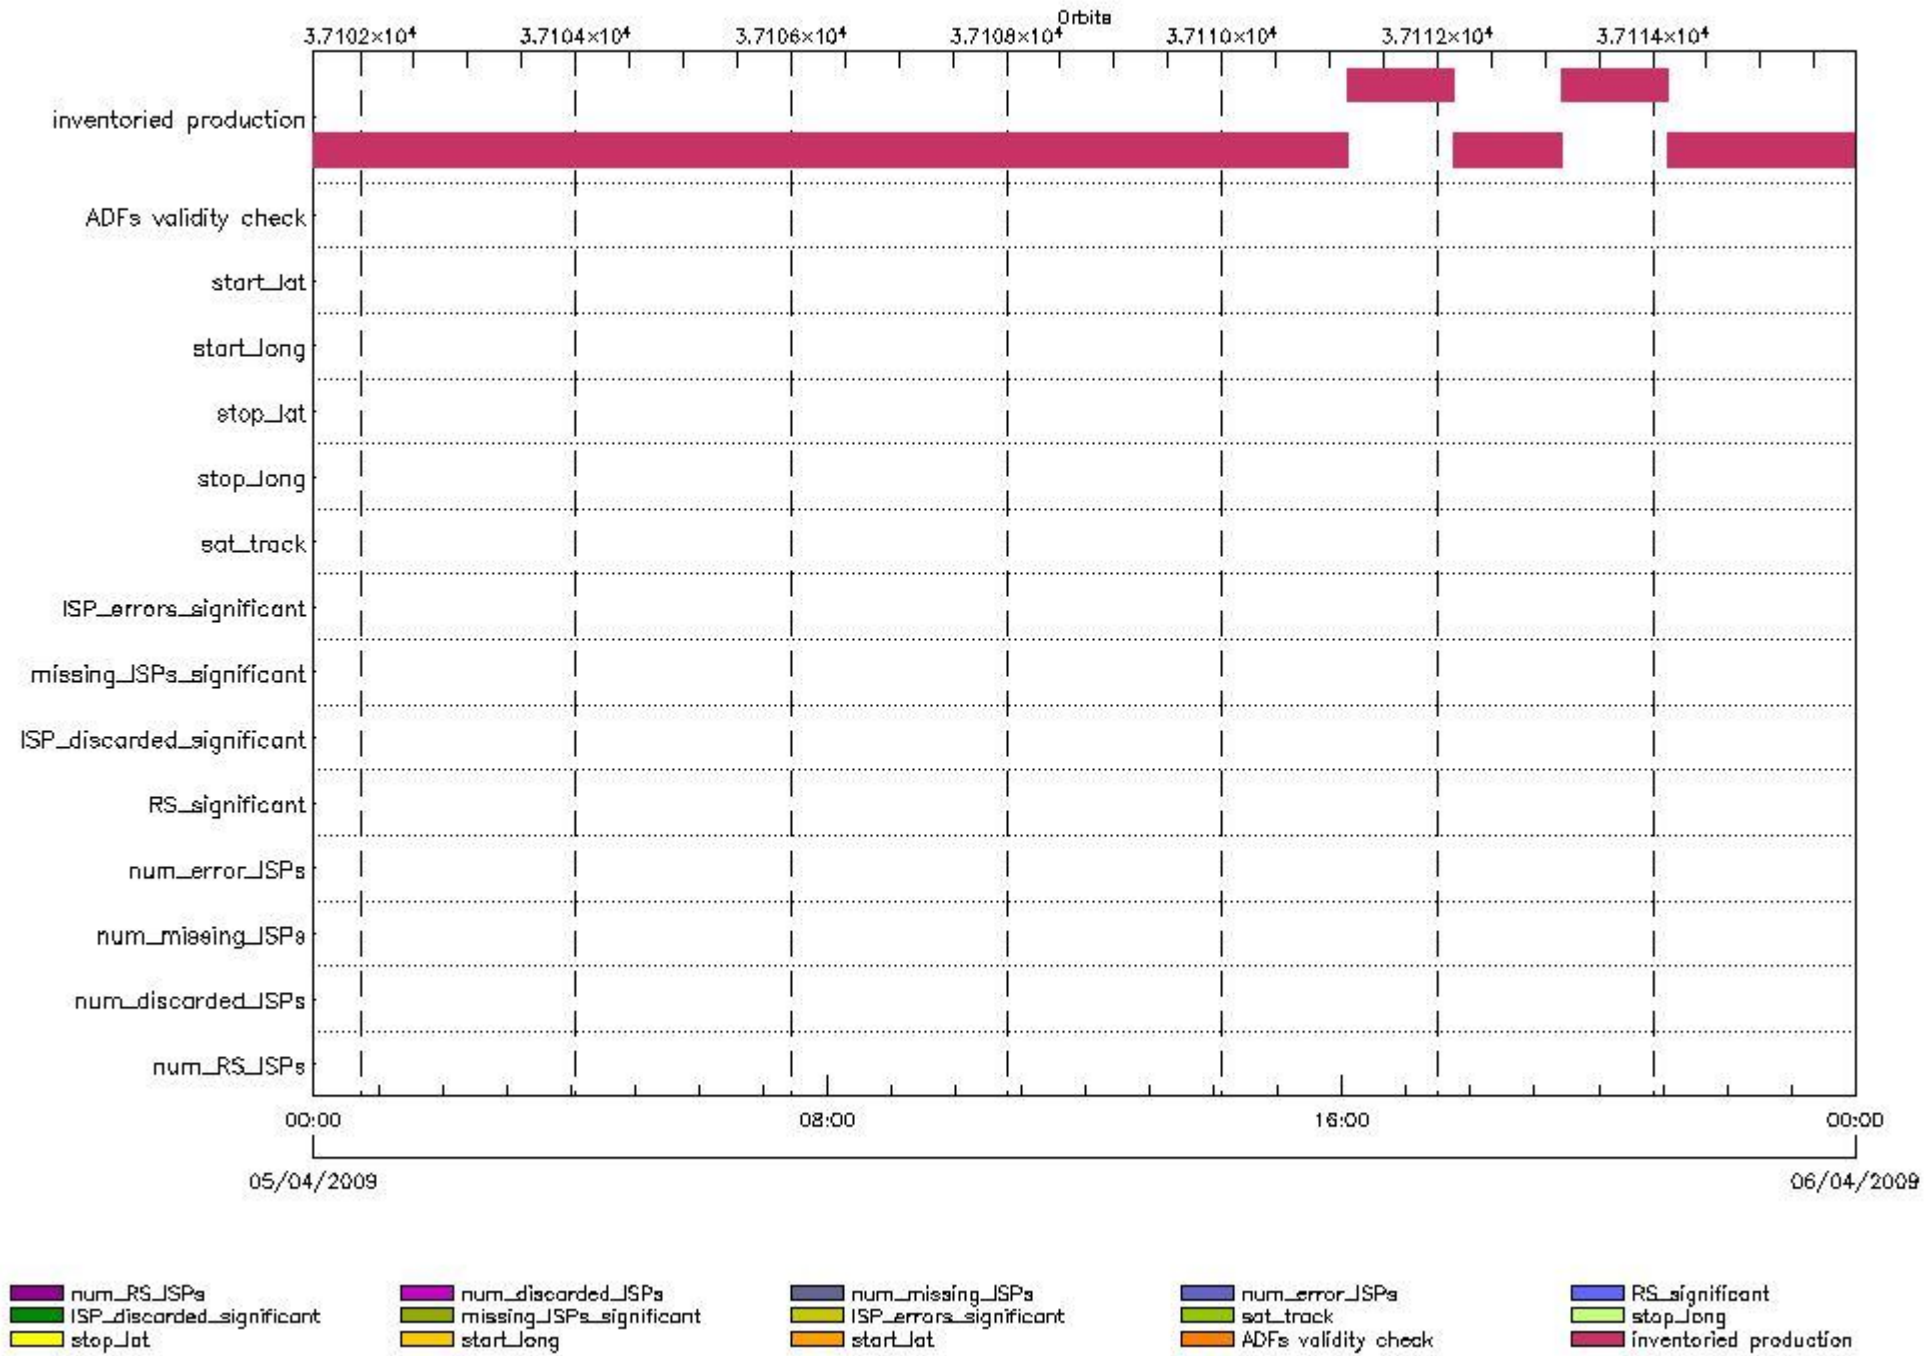 Orbits
3.7102×10⁴ 3.7104×10⁴ 3.7106×10⁴ 3.7108×10⁴ 3.7110×10⁴ 3.7112×10⁴ 3.7114×10⁴
inventoried production
ADFs validity check
start_lat
start_long
stop_lat
stop_long
sat_track
ISP_errors_significant
missing_ISPs_significant
ISP_discarded_significant
RS_significant
num_error_ISPs
num_missing_ISPs
num_discarded_ISPs
num_RS_ISPs
00:00 08:00 16:00 00:00
05/04/2009 06/04/2009
num_RS_ISPs num_discarded_ISPs num_missing_ISPs num_error_ISPs RS_significant
ISP_discarded_significant missing_ISPs_significant ISP_errors_significant sat_track stop_long
stop_lat start_long start_lat ADFs validity check inventoried production